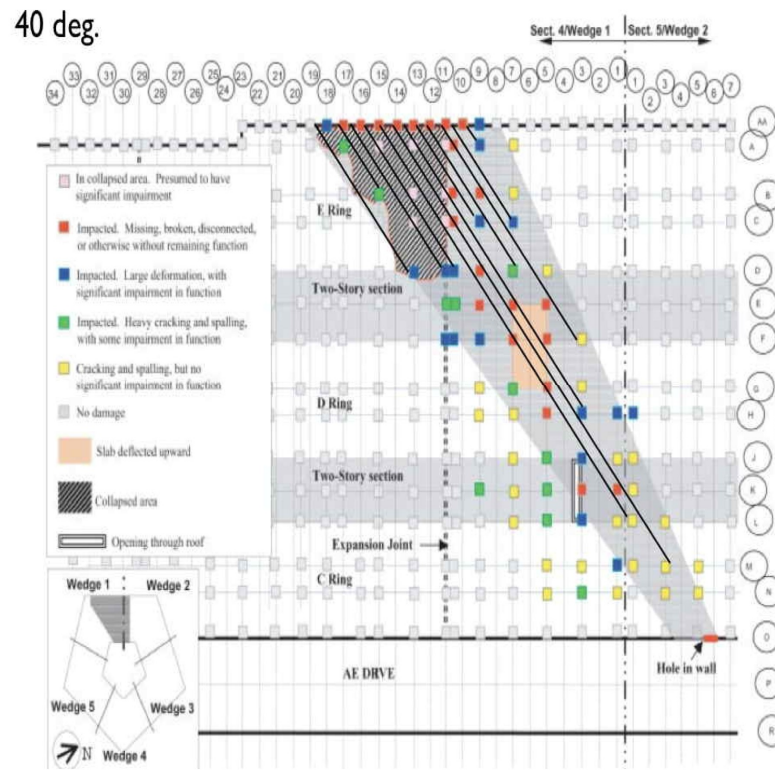 40 deg.
Sect. 4/Wedge 1 Sect. 5/Wedge 2
33 31 29 27 25 23 21 19 17 15 13 11 9 7 5 3 1 1 3 5 7
34 32 30 28 26 24 22 20 18 16 14 12 10 8 6 4 2 2 4 6
AA
A
In collapsed area. Presumed to have
significant impairment
B
E Ring
C
Impacted. Missing, broken, disconnected,
or otherwise without remaining function
D
Impacted. Large deformation, with
significant impairment in function
Two-Story section
E
Impacted. Heavy cracking and spalling,
with some impairment in function
F
Cracking and spalling, but no
significant impairment in function
G
D Ring
No damage
H
Slab deflected upward
J
Two-Story section
K
Collapsed area
L
Opening through roof
Expansion Joint
M
C Ring
Wedge 1 Wedge 2
N
O
Hole in wall
AE DRIVE
P
Wedge 5
Wedge 3
R
N
Wedge 4